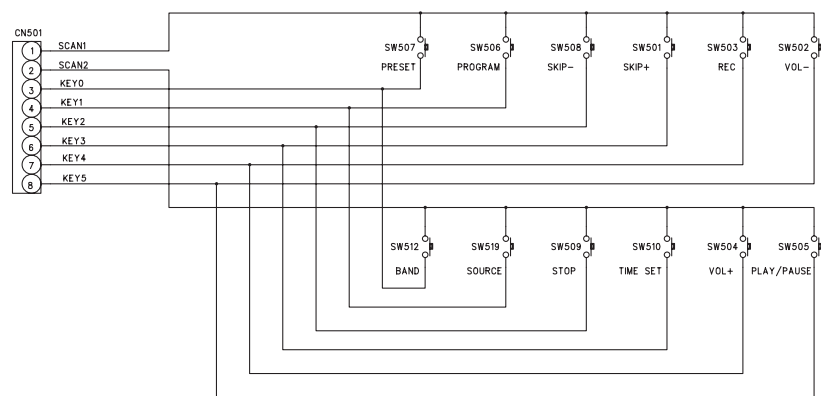 CN501
1 SCAN1
2 SCAN2
3 KEY0
4 KEY1
5 KEY2
6 KEY3
7 KEY4
8 KEY5
SW507 SW506 SW508 SW501 SW503 SW502
PRESET PROGRAM SKIP- SKIP+ REC VOL-
SW512 SW519 SW509 SW510 SW504 SW505
BAND SOURCE STOP TIME SET VOL+ PLAY/PAUSE